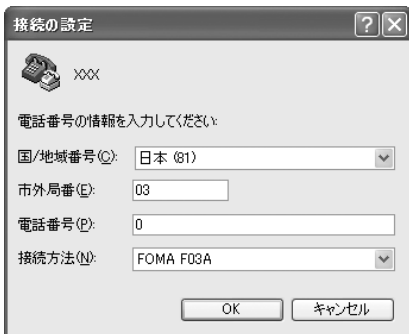 接続の設定
xxx
電話番号の情報を入力してください:
国/地域番号(C): 日本 (81)
市外局番(E): 03
電話番号(P): 0
接続方法(N): FOMA F03A
OK キャンセル